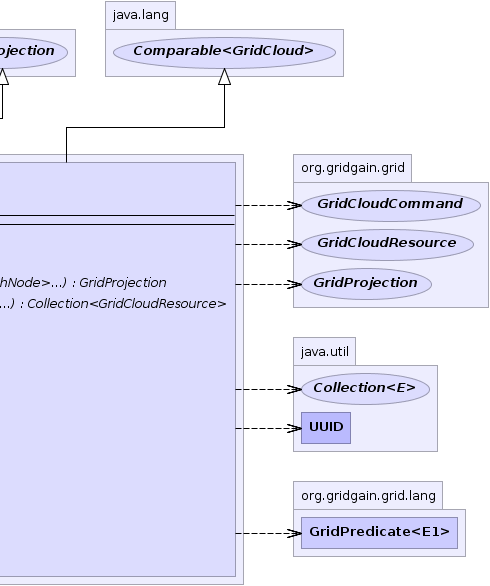 java.lang
ojection
Comparable<GridCloud>
org.gridgain.grid
GridCloudCommand
GridCloudResource
GridProjection
hNode>...) : GridProjection
...) : Collection<GridCloudResource>
java.util
Collection<E>
UUID
org.gridgain.grid.lang
GridPredicate<E1>